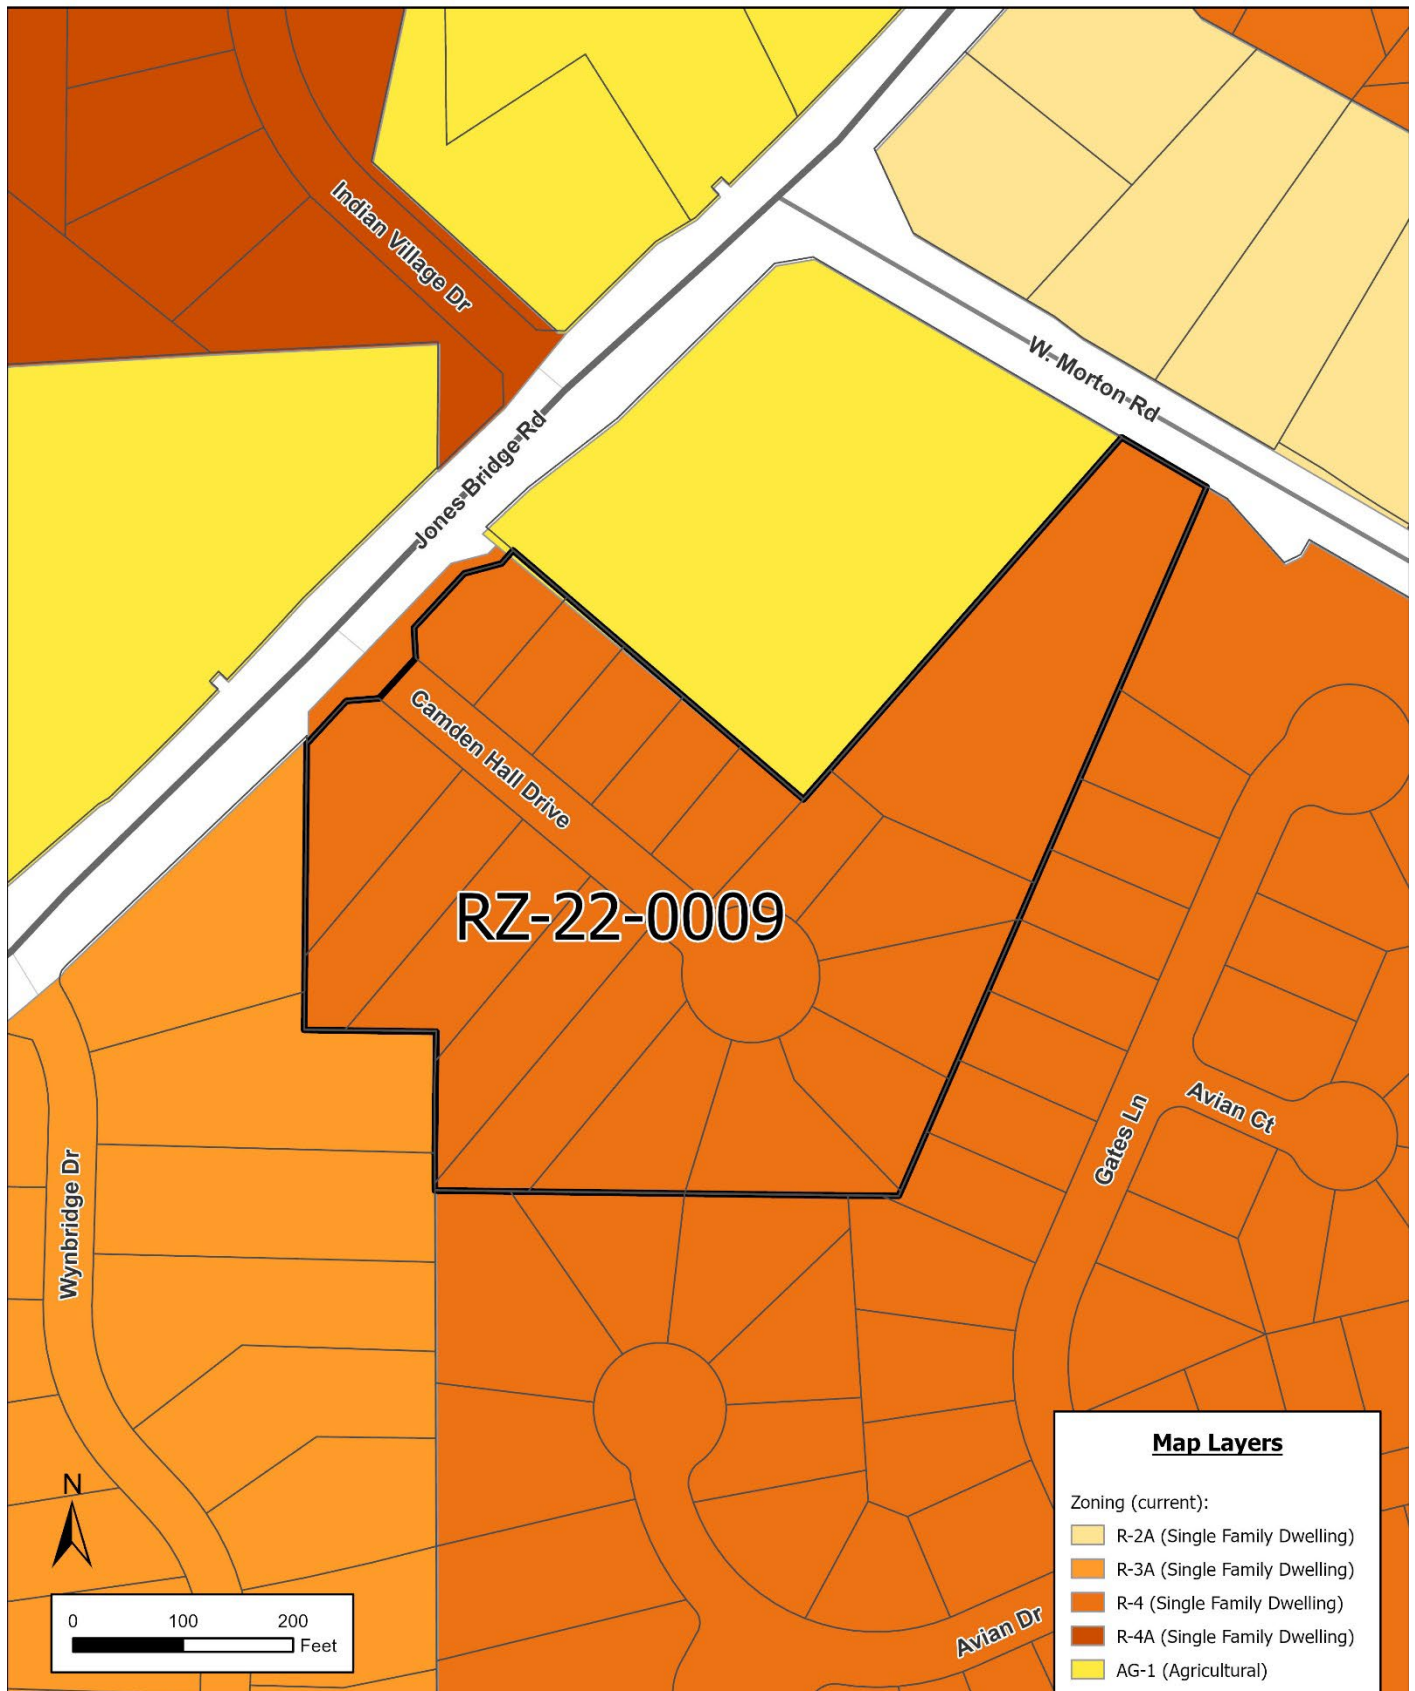 Indian Village Dr
W. Morton Rd
Jones Bridge Rd
Camden Hall Drive
RZ-22-0009
Avian Ct
Gates Ln
Wynbridge Dr
Avian Dr
N
0 100 200
Feet
Map Layers
Zoning (current):
R-2A (Single Family Dwelling)
R-3A (Single Family Dwelling)
R-4 (Single Family Dwelling)
R-4A (Single Family Dwelling)
AG-1 (Agricultural)